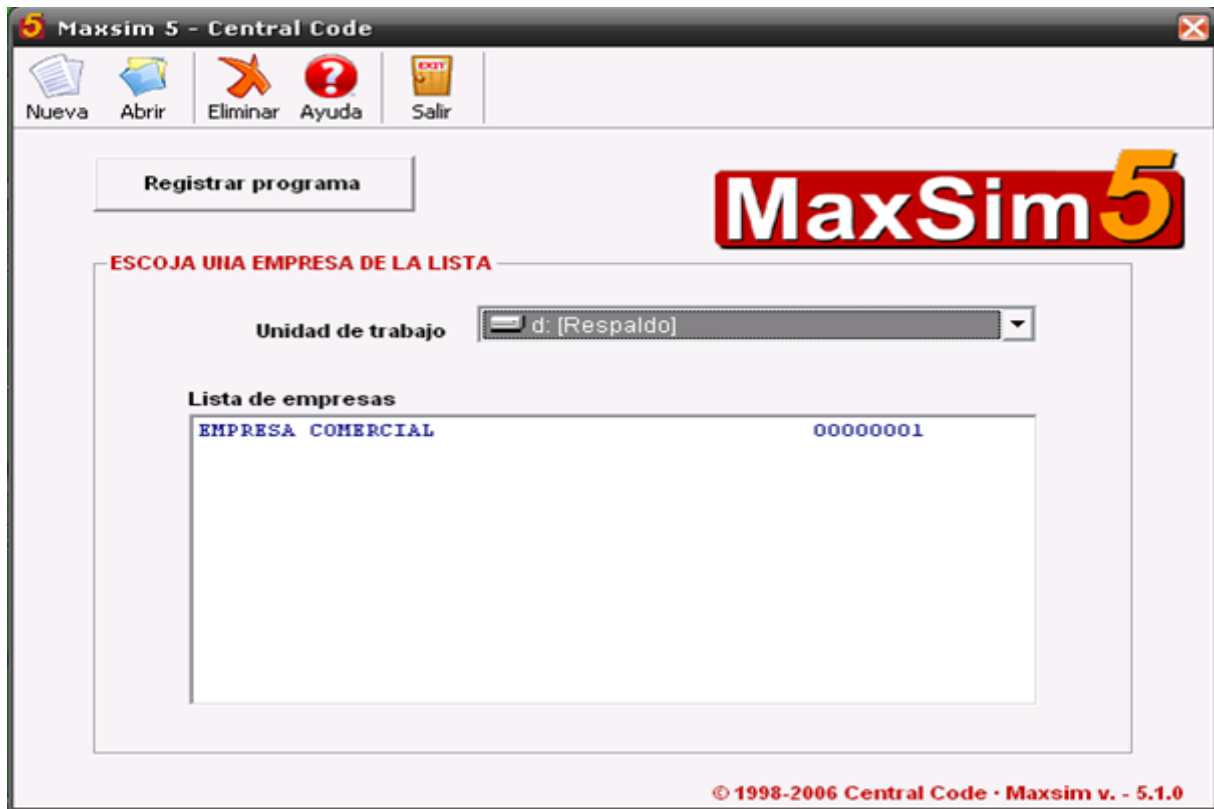 5 Maxsim 5 - Central Code
EXIT
Nueva Abrir Eliminar ? Ayuda Salir
Registrar programa
MaxSim5
ESCOJA UNA EMPRESA DE LA LISTA
Unidad de trabajo d: [Respaldo]
Lista de empresas
EMPRESA COMERCIAL 00000001
© 1998-2006 Central Code · Maxsim v. - 5.1.0